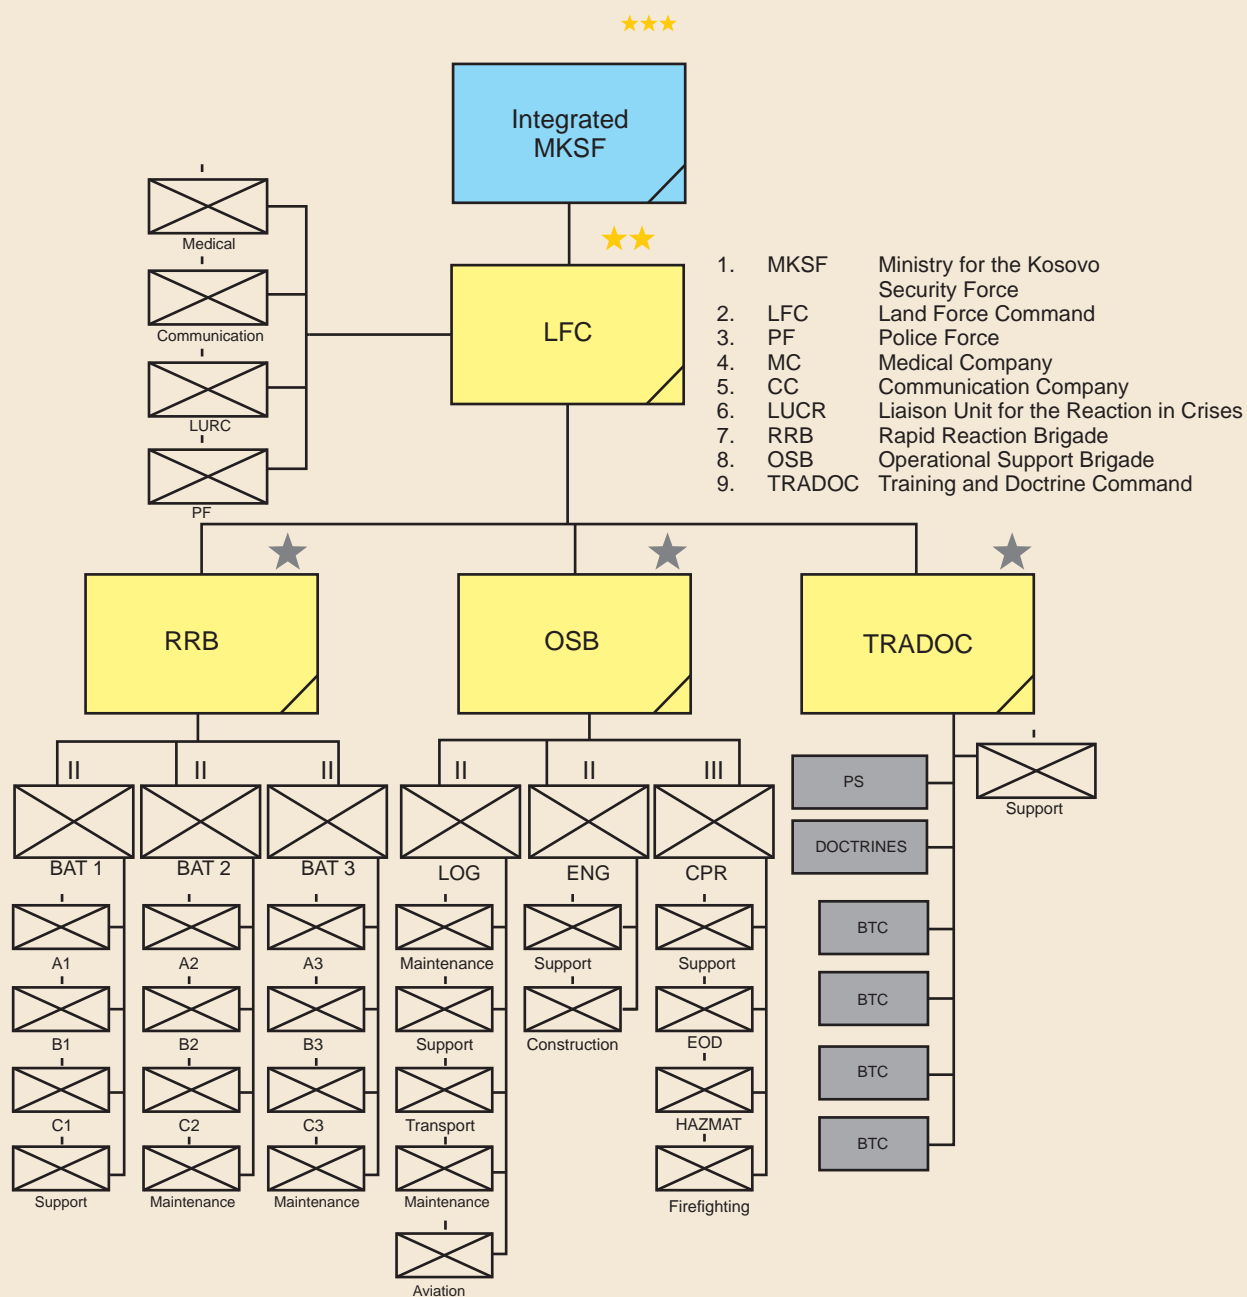 Integrated
MKSF
Medical
Communication
LURC
PF
LFC
1. MKSF Ministry for the Kosovo
Security Force
2. LFC Land Force Command
3. PF Police Force
4. MC Medical Company
5. CC Communication Company
6. LUCR Liaison Unit for the Reaction in Crises
7. RRB Rapid Reaction Brigade
8. OSB Operational Support Brigade
9. TRADOC Training and Doctrine Command
RRB
OSB
TRADOC
II
II
II
II
II
III
BAT 1
BAT 2
BAT 3
LOG
ENG
CPR
PS
Support
DOCTRINES
BTC
BTC
BTC
BTC
A1
A2
A3
Maintenance
Support
Support
B1
B2
B3
Support
Construction
EOD
C1
C2
C3
Transport
HAZMAT
Support
Maintenance
Maintenance
Maintenance
Firefighting
Aviation